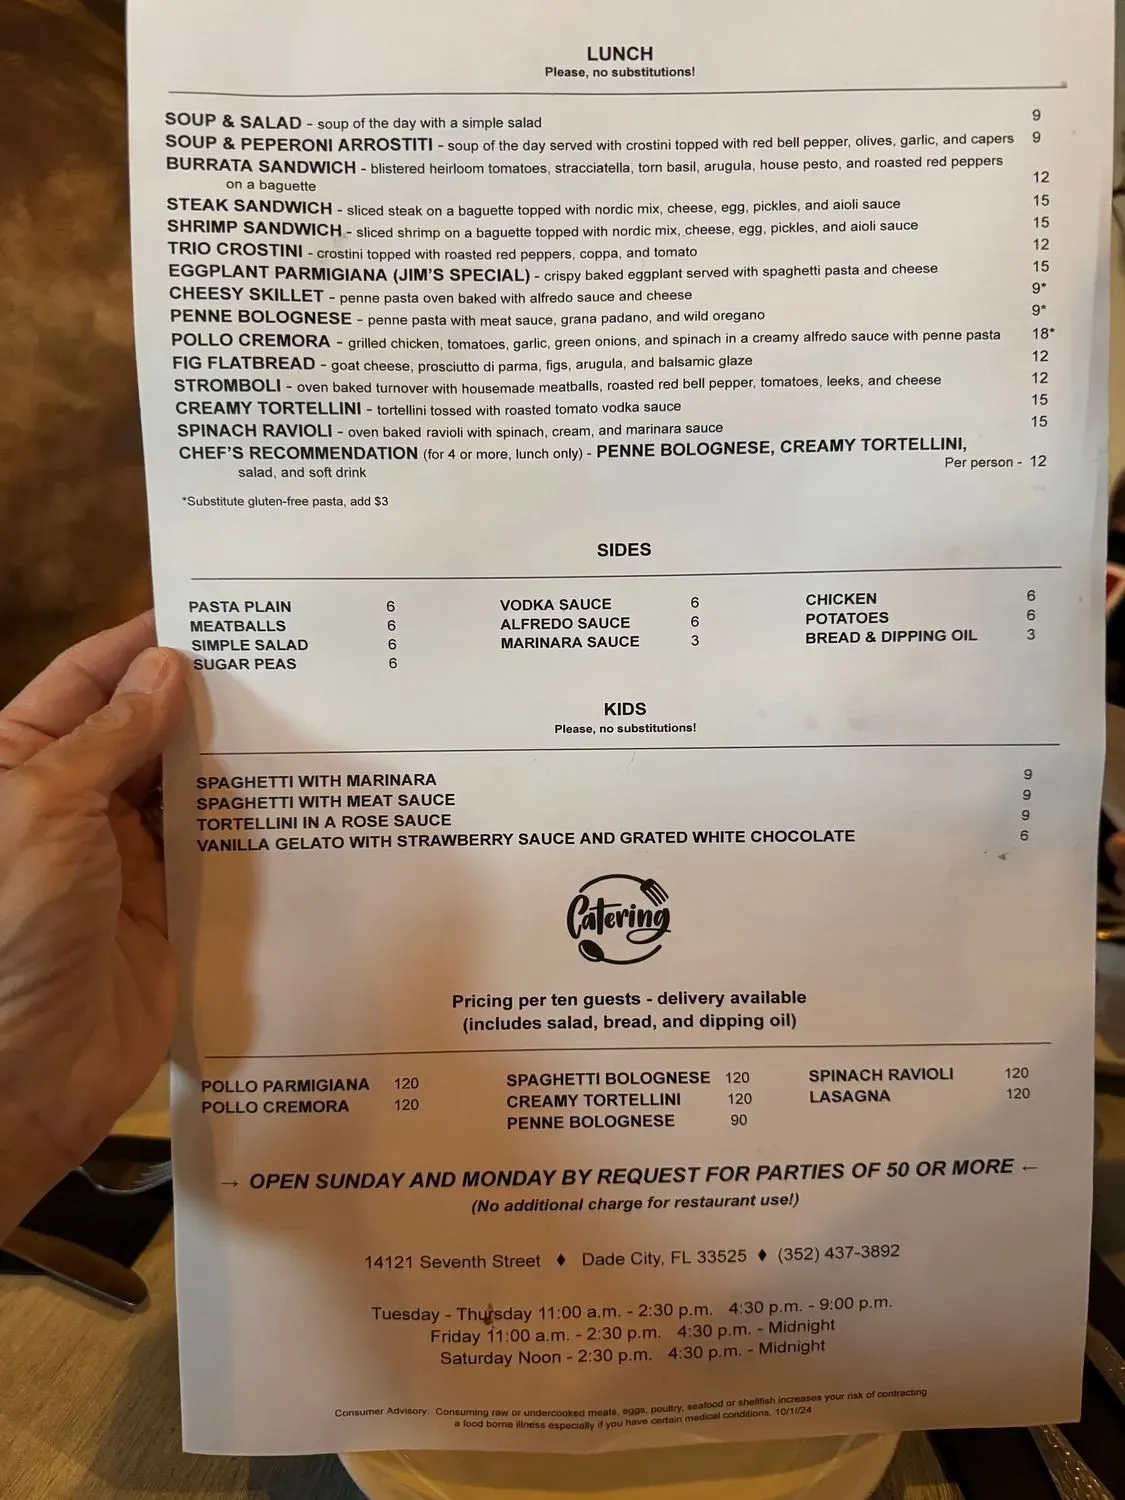 LUNCH
Please, no substitutions!
SOUP & SALAD - soup of the day with a simple salad 9
SOUP & PEPERONI ARROSTITI - soup of the day served with crostini topped with red bell pepper, olives, garlic, and capers 9
BURRATA SANDWICH - blistered heirloom tomatoes, stracciatella, torn basil, arugula, house pesto, and roasted red peppers
on a baguette 12
STEAK SANDWICH - sliced steak on a baguette topped with nordic mix, cheese, egg, pickles, and aioli sauce 15
SHRIMP SANDWICH - sliced shrimp on a baguette topped with nordic mix, cheese, egg, pickles, and aioli sauce 15
TRIO CROSTINI - crostini topped with roasted red peppers, coppa, and tomato 12
EGGPLANT PARMIGIANA (JIM'S SPECIAL) - crispy baked eggplant served with spaghetti pasta and cheese 15
CHEESY SKILLET - penne pasta oven baked with alfredo sauce and cheese 9*
PENNE BOLOGNESE - penne pasta with meat sauce, grana padano, and wild oregano 9*
POLLO CREMORA - grilled chicken, tomatoes, garlic, green onions, and spinach in a creamy alfredo sauce with penne pasta 18*
FIG FLATBREAD - goat cheese, prosciutto di parma, figs, arugula, and balsamic glaze 12
STROMBOLI - oven baked turnover with housemade meatballs, roasted red bell pepper, tomatoes, leeks, and cheese 12
CREAMY TORTELLINI - tortellini tossed with roasted tomato vodka sauce 15
SPINACH RAVIOLI - oven baked ravioli with spinach, cream, and marinara sauce 15
CHEF'S RECOMMENDATION (for 4 or more, lunch only) - PENNE BOLOGNESE, CREAMY TORTELLINI,
salad, and soft drink Per person - 12
*Substitute gluten-free pasta, add $3
SIDES
PASTA PLAIN 6 VODKA SAUCE 6 CHICKEN 6
MEATBALLS 6 ALFREDO SAUCE 6 POTATOES 6
SIMPLE SALAD 6 MARINARA SAUCE 3 BREAD & DIPPING OIL 3
SUGAR PEAS 6
KIDS
Please, no substitutions!
SPAGHETTI WITH MARINARA 9
SPAGHETTI WITH MEAT SAUCE 9
TORTELLINI IN A ROSE SAUCE 9
VANILLA GELATO WITH STRAWBERRY SAUCE AND GRATED WHITE CHOCOLATE 6
Catering
Pricing per ten guests - delivery available
(includes salad, bread, and dipping oil)
POLLO PARMIGIANA 120 SPAGHETTI BOLOGNESE 120 SPINACH RAVIOLI 120
POLLO CREMORA 120 CREAMY TORTELLINI 120 LASAGNA 120
PENNE BOLOGNESE 90
→ OPEN SUNDAY AND MONDAY BY REQUEST FOR PARTIES OF 50 OR MORE ←
(No additional charge for restaurant use!)
14121 Seventh Street ♦ Dade City, FL 33525 ♦ (352) 437-3892
Tuesday - Thursday 11:00 a.m. - 2:30 p.m. 4:30 p.m. - 9:00 p.m.
Friday 11:00 a.m. - 2:30 p.m. 4:30 p.m. - Midnight
Saturday Noon - 2:30 p.m. 4:30 p.m. - Midnight
Consumer Advisory: Consuming raw or undercooked meats, eggs, poultry, seafood or shellfish increases your risk of contracting
a food borne illness especially if you have certain medical conditions. 10/1/24